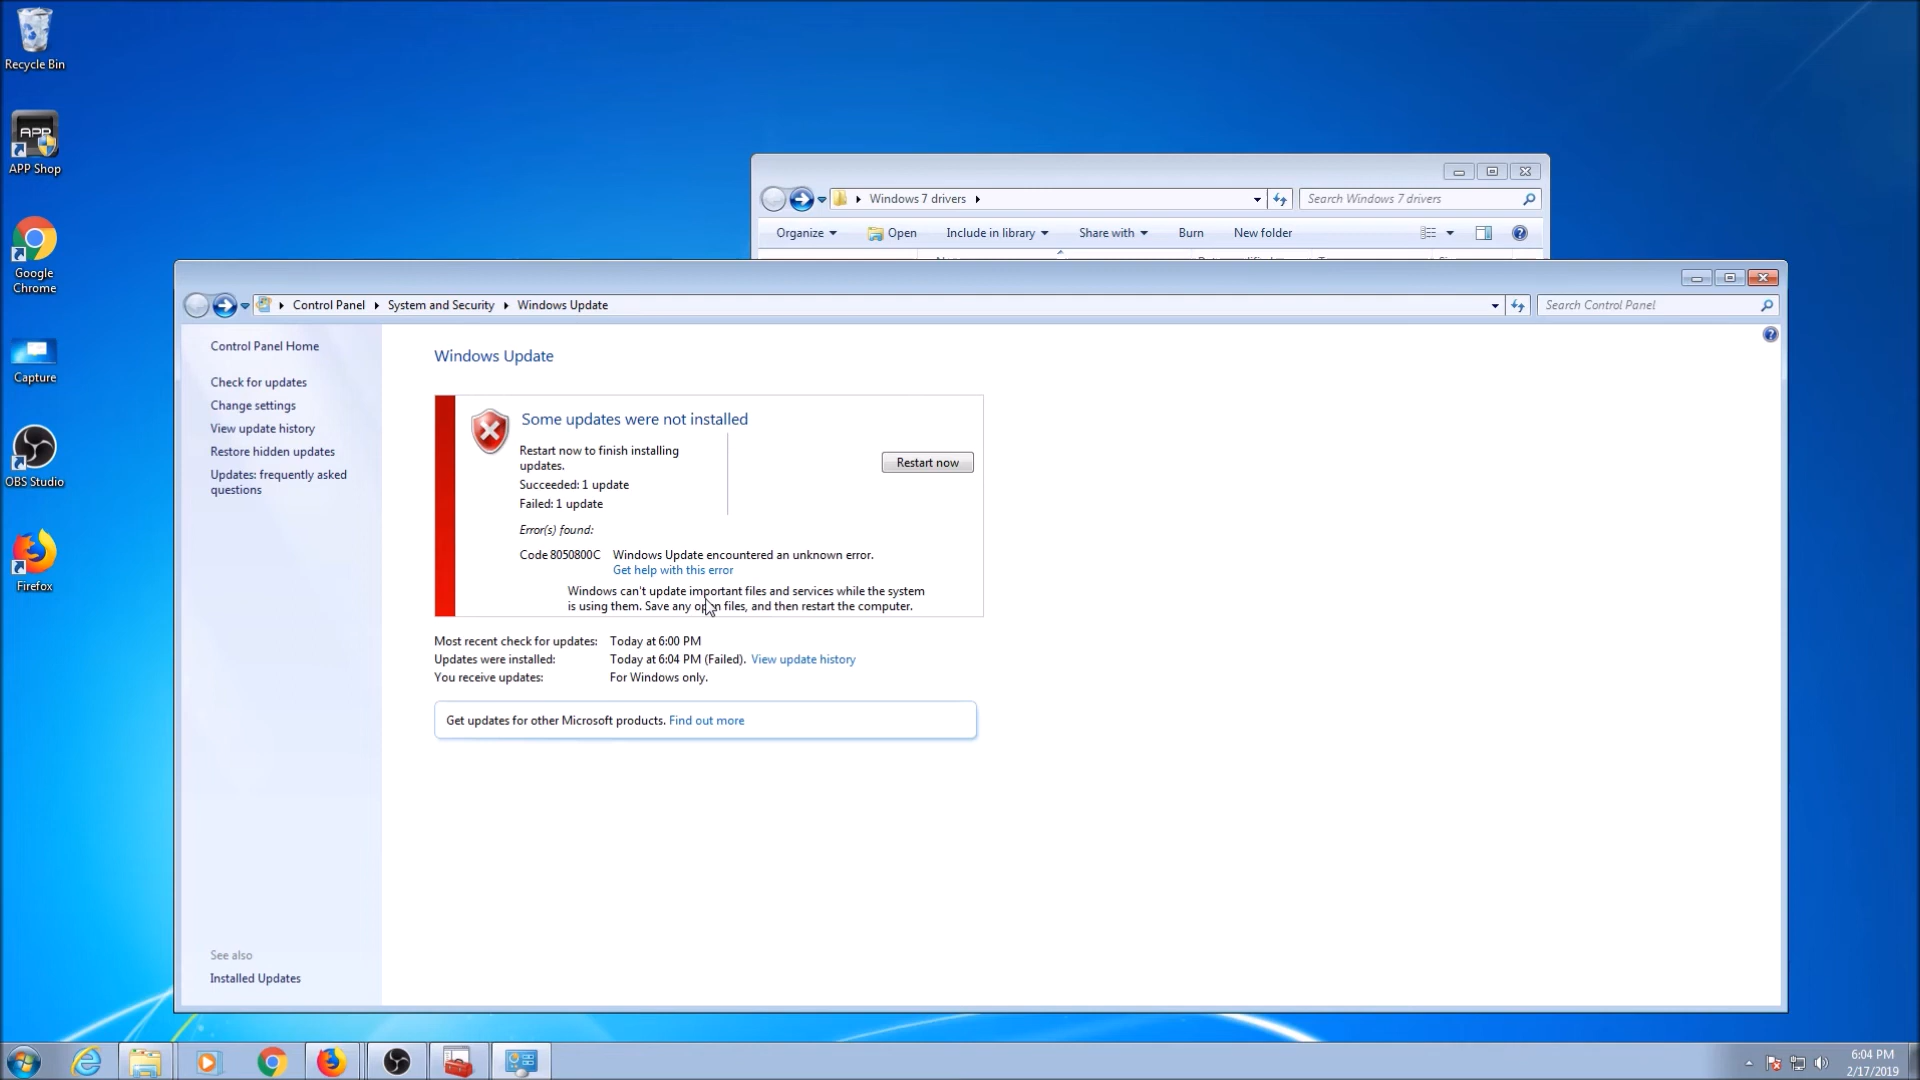 Recycle Bin
APP
APP Shop
Google
Chrome
Capture
OBS Studio
Firefox
Windows 7 drivers
Search Windows 7 drivers
Organize
Open
Include in library
Share with
Burn
New folder
Control Panel
System and Security
Windows Update
Search Control Panel
Control Panel Home
Check for updates
Change settings
View update history
Restore hidden updates
Updates: frequently asked
questions
See also
Installed Updates
Windows Update
Some updates were not installed
Restart now to finish installing
updates.
Restart now
Succeeded: 1 update
Failed: 1 update
Error(s) found:
Code 8050800C Windows Update encountered an unknown error.
Get help with this error
Windows can't update important files and services while the system
is using them. Save any open files, and then restart the computer.
Most recent check for updates: Today at 6:00 PM
Updates were installed: Today at 6:04 PM (Failed). View update history
You receive updates: For Windows only.
Get updates for other Microsoft products. Find out more
6:04 PM
2/17/2019